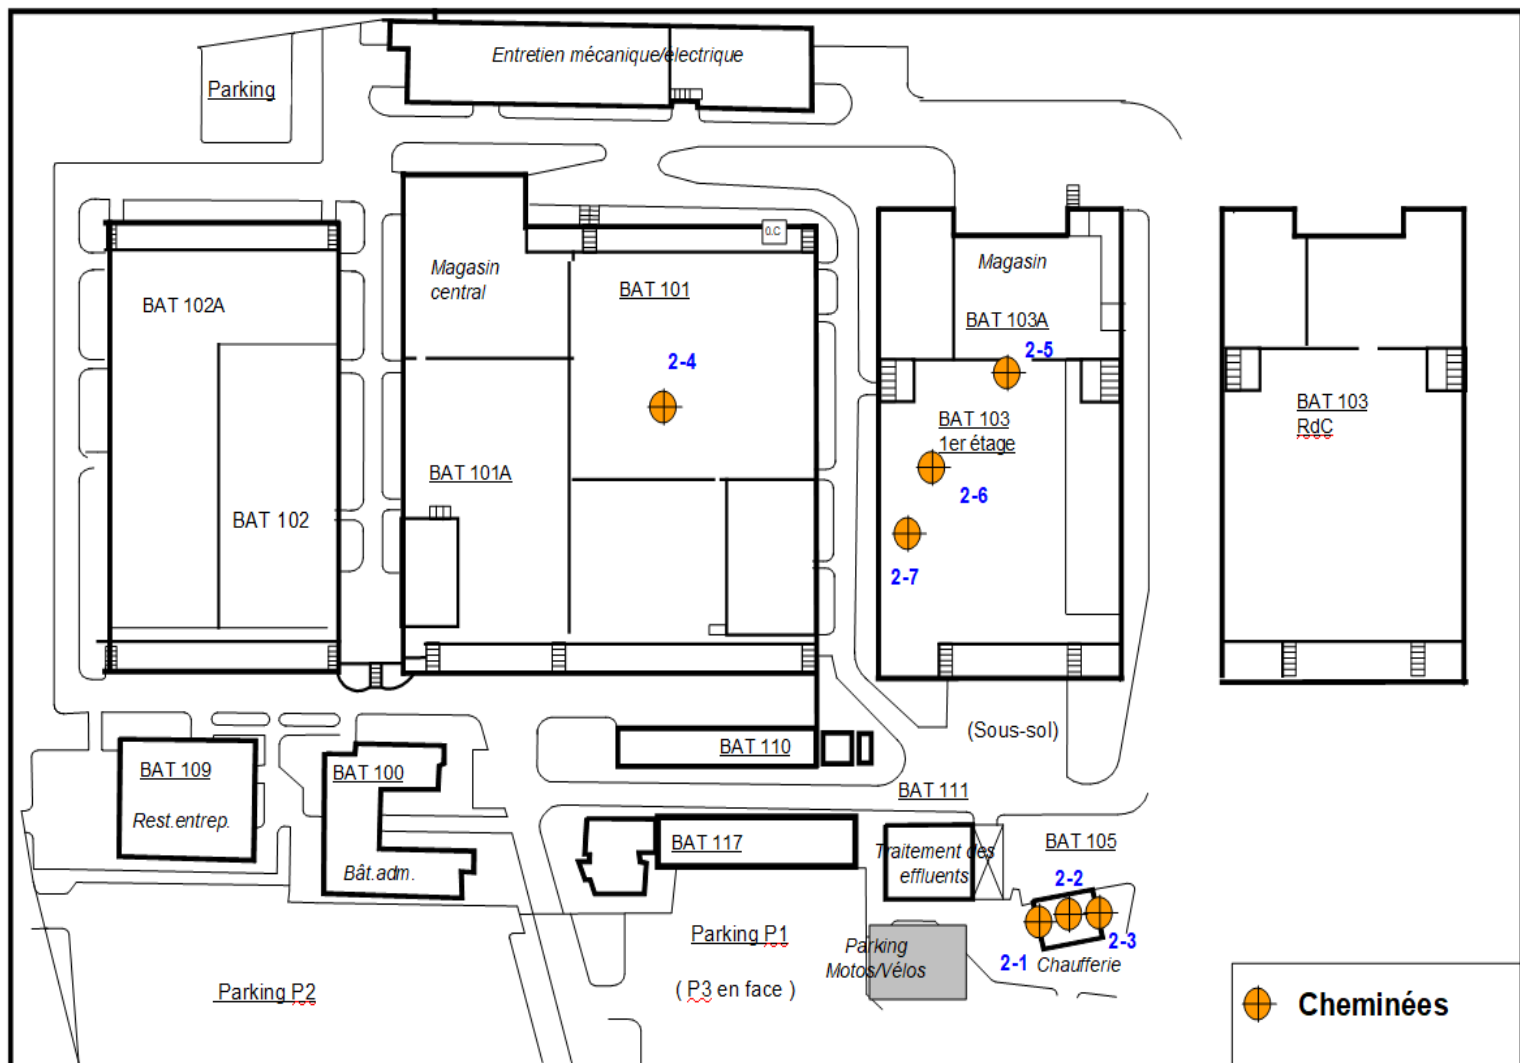 Entretien mécanique/électrique
Parking
0.C
Magasin
central
BAT 101
Magasin
BAT 102A
BAT 103A
2-5
2-4
BAT 103
1er étage
BAT 103
RdC
BAT 101A
2-6
BAT 102
2-7
(Sous-sol)
BAT 110
BAT 109
BAT 100
BAT 111
Rest.entrep.
BAT 117
BAT 105
Traitement des
effluents
Bât.adm.
2-2
2-3
2-1
Chaufferie
Parking P1
Parking
Motos/Vélos
( P3 en face )
Parking P2
Cheminées